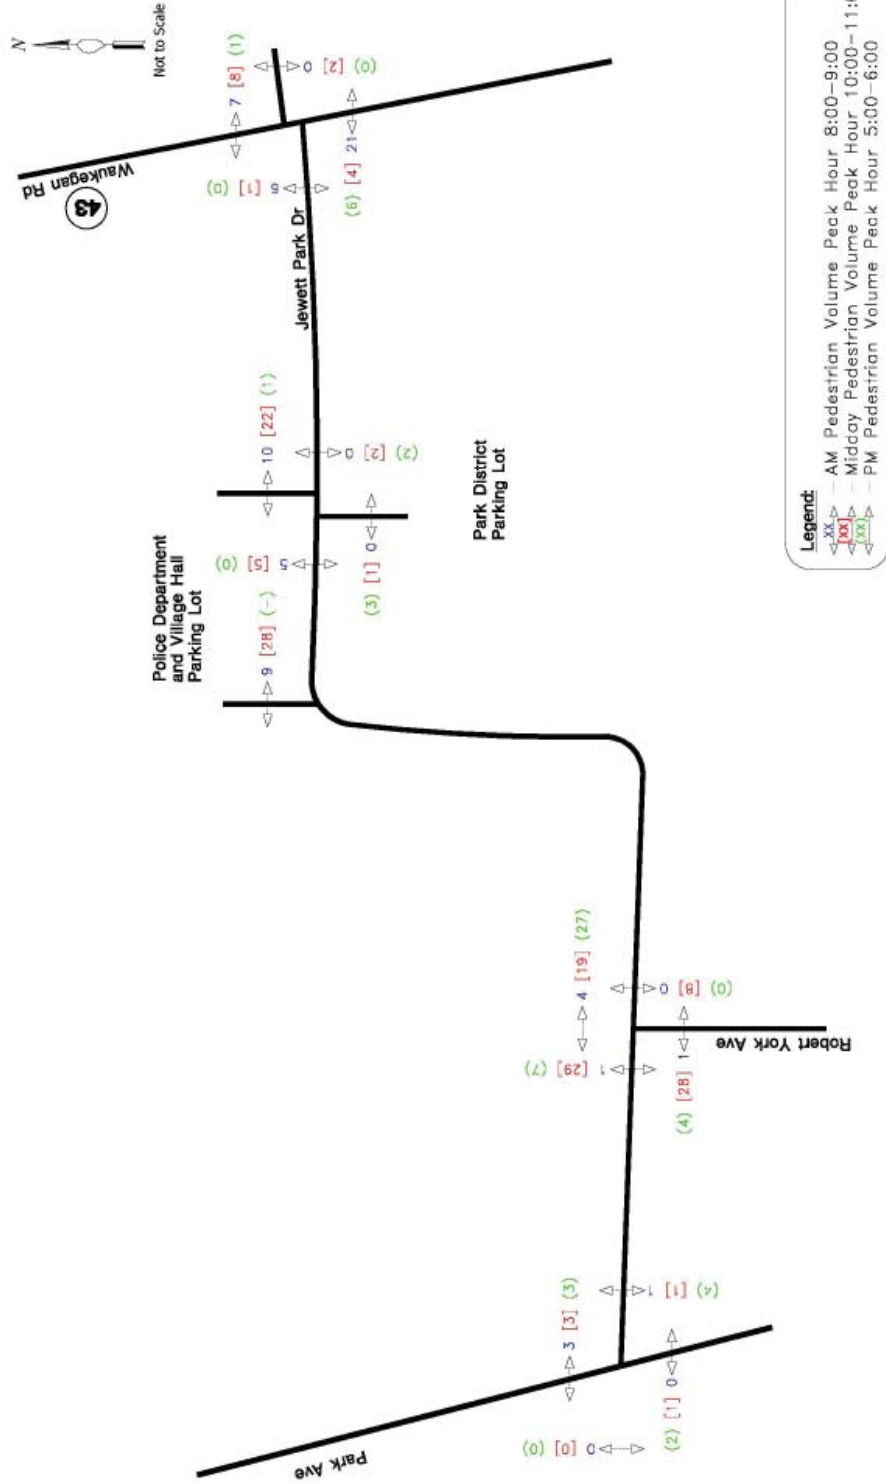 N
Not to Scale
Waukegan Rd
43
7 [8] (1)
0 [2] (0)
[1] (0)
(6) [4] 21
Jewett Park Dr
Police Department
and Village Hall
Parking Lot
10 [22] (1)
0 [2] (2)
5 [5] (0)
(3) [1] 0
9 [28] (-)
Park District
Parking Lot
4 [19] (27)
0 [8] (0)
1 [29] (7)
(4) [28] 1
Robert York Ave
3 [3] (3)
1 [1] (4)
0 [0] (0)
(2) [1] 0
Park Ave
Legend:
XX – AM Pedestrian Volume Peak Hour 8:00-9:00
[XX] – Midday Pedestrian Volume Peak Hour 10:00-11:
(XX) – PM Pedestrian Volume Peak Hour 5:00-6:00